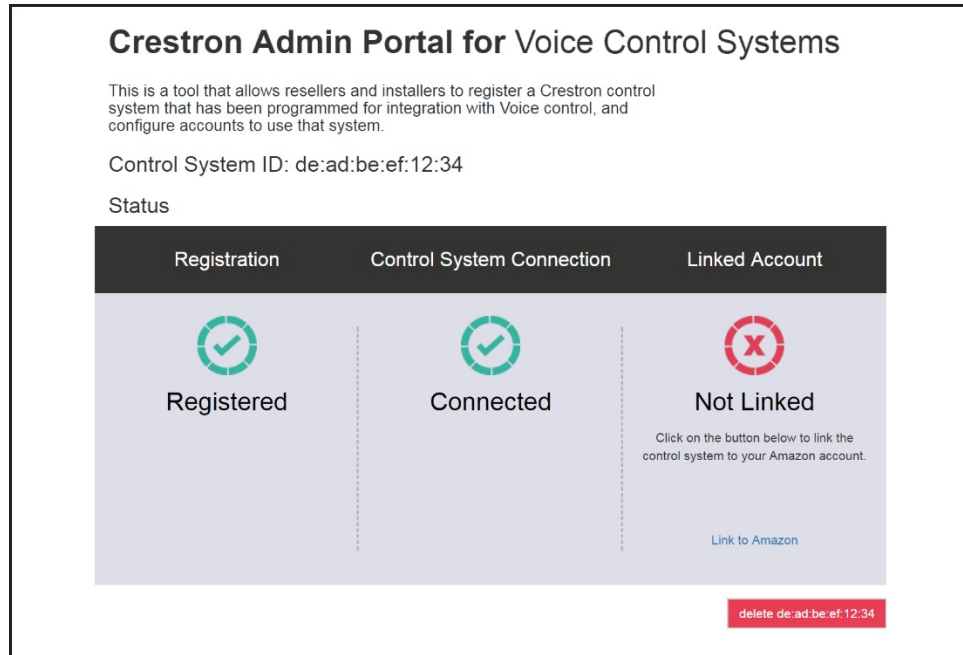 Crestron Admin Portal for Voice Control Systems
This is a tool that allows resellers and installers to register a Crestron control
system that has been programmed for integration with Voice control, and
configure accounts to use that system.
Control System ID: de:ad:be:ef:12:34
Status
Registration
Control System Connection
Linked Account
Registered
Connected
X
Not Linked
Click on the button below to link the
control system to your Amazon account.
Link to Amazon
delete de:ad:be:ef:12:34